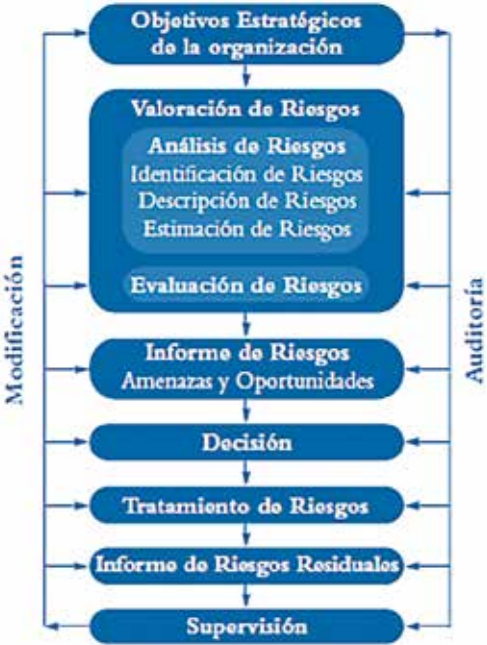 Objetivos Estratégicos
de la organización
Valoración de Riesgos
Análisis de Riesgos
Identificación de Riesgos
Descripción de Riesgos
Estimación de Riesgos
Evaluación de Riesgos
Informe de Riesgos
Amenazas y Oportunidades
Decisión
Tratamiento de Riesgos
Informe de Riesgos Residuales
Supervisión
Modificación
Auditoría